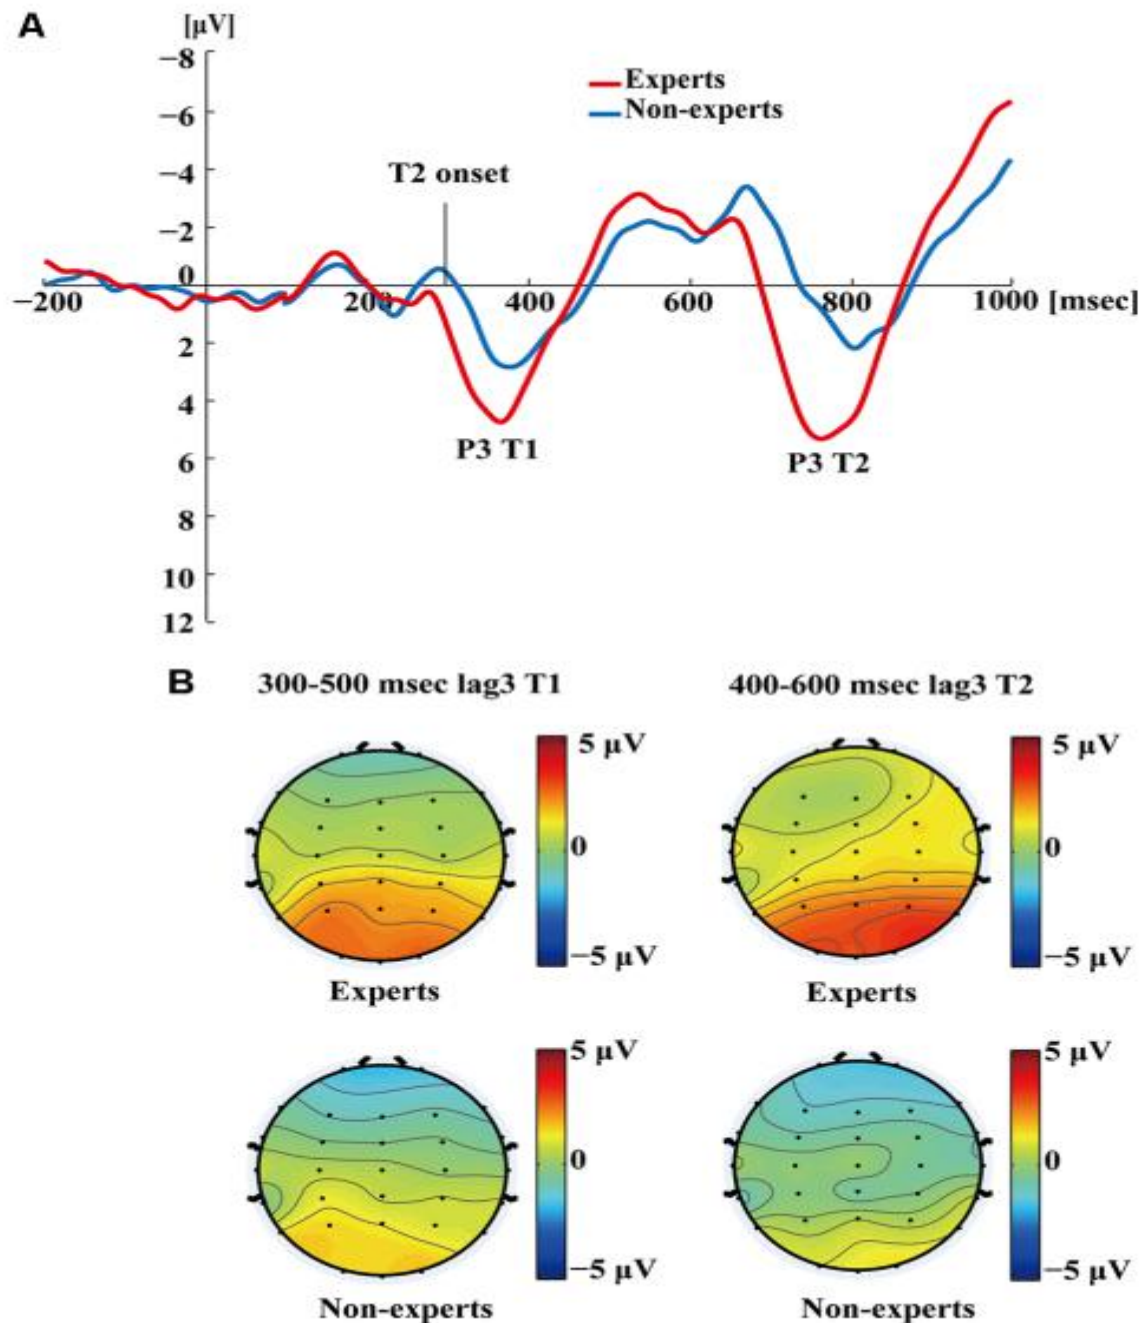 A
[μV]
−8
−6
−4
−2
0
2
4
6
8
10
12
Experts
Non-experts
T2 onset
−200 200 400 600 800 1000 [msec]
P3 T1
P3 T2
B
300-500 msec lag3 T1
400-600 msec lag3 T2
5 μV
0
−5 μV
5 μV
0
−5 μV
Experts
Experts
5 μV
0
−5 μV
5 μV
0
−5 μV
Non-experts
Non-experts